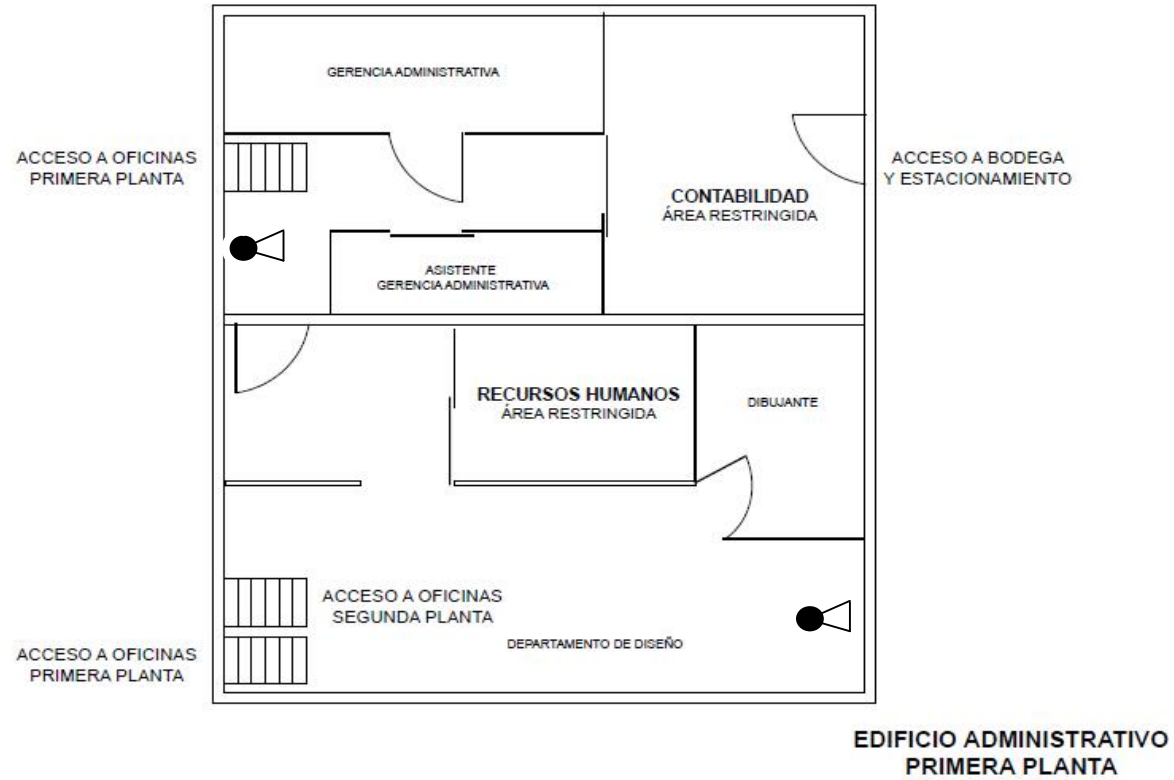 GERENCIA ADMINISTRATIVA
ACCESO A OFICINAS
PRIMERA PLANTA
ACCESO A BODEGA
Y ESTACIONAMIENTO
CONTABILIDAD
ÁREA RESTRINGIDA
ASISTENTE
GERENCIA ADMINISTRATIVA
RECURSOS HUMANOS
ÁREA RESTRINGIDA
DIBUJANTE
ACCESO A OFICINAS
SEGUNDA PLANTA
DEPARTAMENTO DE DISEÑO
ACCESO A OFICINAS
PRIMERA PLANTA
EDIFICIO ADMINISTRATIVO
PRIMERA PLANTA